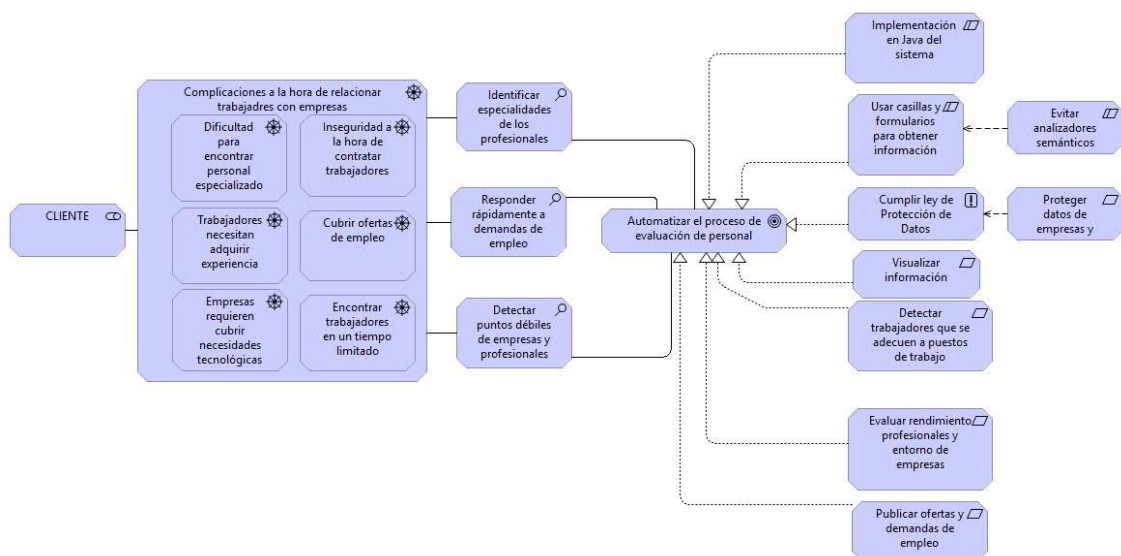 CLIENTE
Complicaciones a la hora de relacionar
trabajadres con empresas
Dificultad
para
encontrar
personal
especializado
Inseguridad a
la hora de
contratar
trabajadores
Trabajadores
necesitan
adquirir
experiencia
Cubrir ofertas
de empleo
Empresas
requieren
cubrir
necesidades
tecnológicas
Encontrar
trabajadores
en un tiempo
limitado
Identificar
especialidades
de los
profesionales
Responder
rápidamente a
demandas de
empleo
Detectar
puntos débiles
de empresas y
profesionales
Automatizar el proceso de
evaluación de personal
Implementación
en Java del
sistema
Usar casillas y
formularios
para obtener
información
Evitar
analizadores
semánticos
Cumplir ley de
Protección de
Datos
Proteger
datos de
empresas y
Visualizar
información
Detectar
trabajadores que se
adecuen a puestos
de trabajo
Evaluar rendimiento
profesionales y
entorno de
empresas
Publicar ofertas y
demandas de
empleo